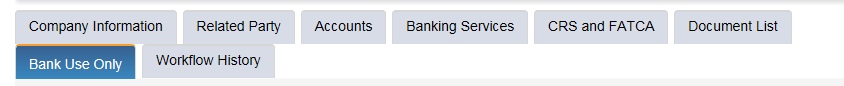 Company Information Related Party Accounts Banking Services CRS and FATCA Document List
Bank Use Only Workflow History